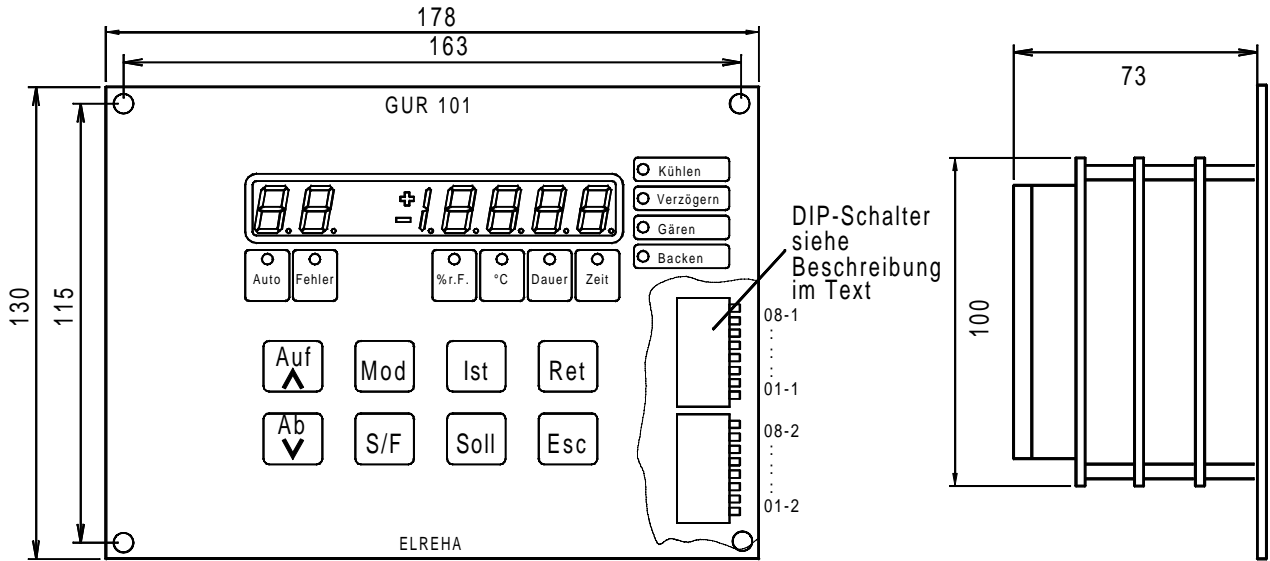 178
163
73
GUR 101
130
115
100
Kühlen
Verzögern
Gären
Backen
Auto Fehler %r.F. °C Dauer Zeit
DIP-Schalter
siehe
Beschreibung
im Text
08-1
01-1
08-2
01-2
Auf Mod Ist Ret
Ab S/F Soll Esc
ELREHA